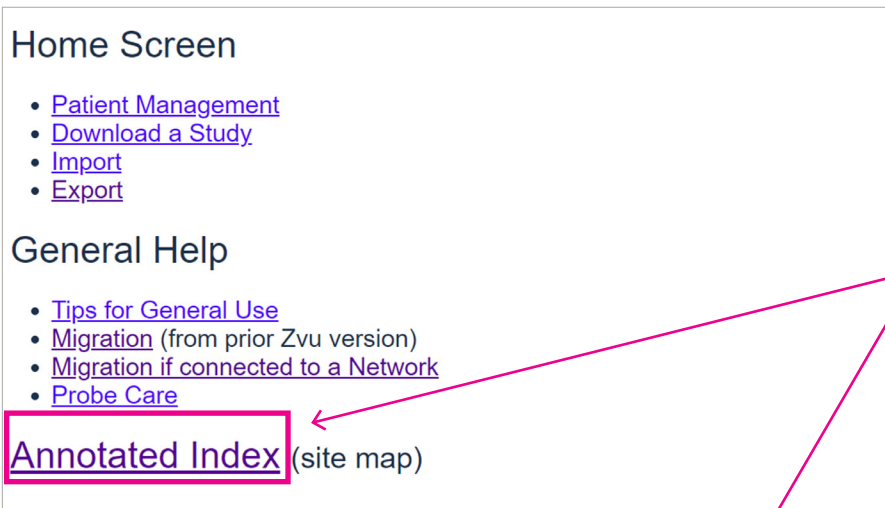 Home Screen
• Patient Management
• Download a Study
• Import
• Export
General Help
• Tips for General Use
• Migration (from prior Zvu version)
• Migration if connected to a Network
• Probe Care
Annotated Index (site map)